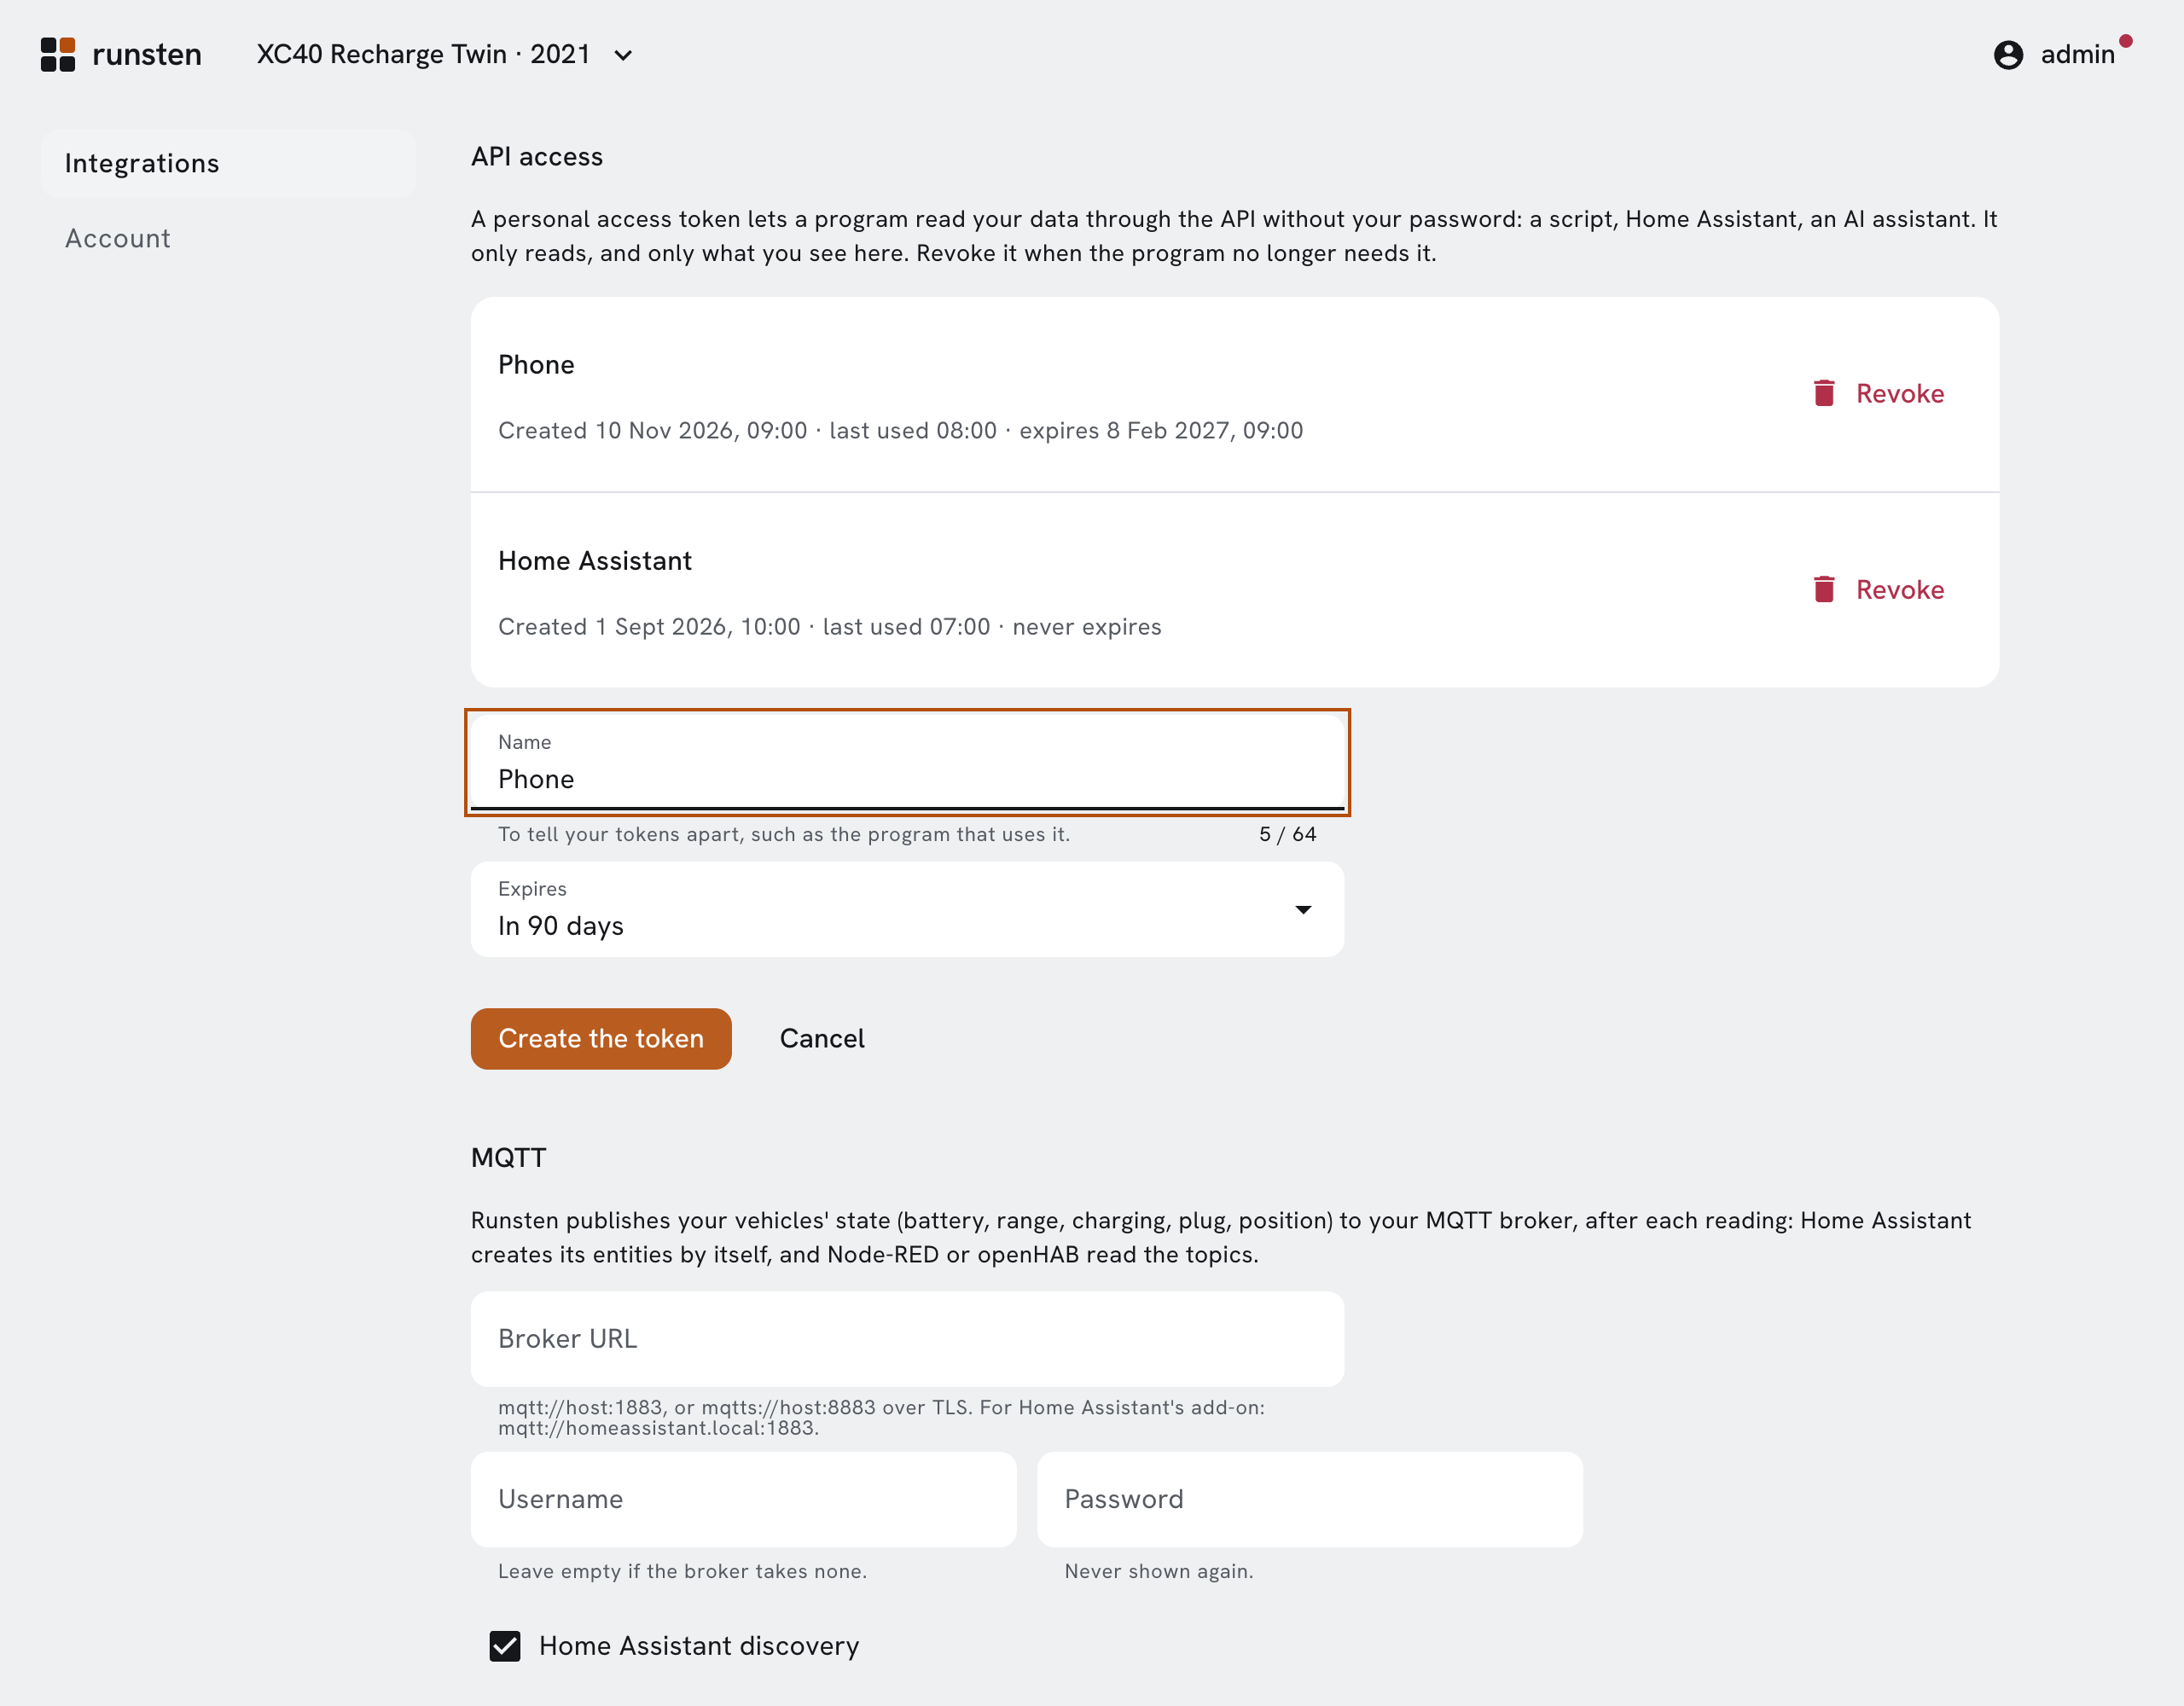 runsten
XC40 Recharge Twin · 2021
admin
Integrations
Account
API access
A personal access token lets a program read your data through the API without your password: a script, Home Assistant, an AI assistant. It
only reads, and only what you see here. Revoke it when the program no longer needs it.
Phone
Created 10 Nov 2026, 09:00 · last used 08:00 · expires 8 Feb 2027, 09:00
Revoke
Home Assistant
Created 1 Sept 2026, 10:00 · last used 07:00 · never expires
Revoke
Name
Phone
To tell your tokens apart, such as the program that uses it.
5 / 64
Expires
In 90 days
Create the token
Cancel
MQTT
Runsten publishes your vehicles' state (battery, range, charging, plug, position) to your MQTT broker, after each reading: Home Assistant
creates its entities by itself, and Node-RED or openHAB read the topics.
Broker URL
mqtt://host:1883, or mqtts://host:8883 over TLS. For Home Assistant's add-on:
mqtt://homeassistant.local:1883.
Username
Password
Leave empty if the broker takes none.
Never shown again.
Home Assistant discovery